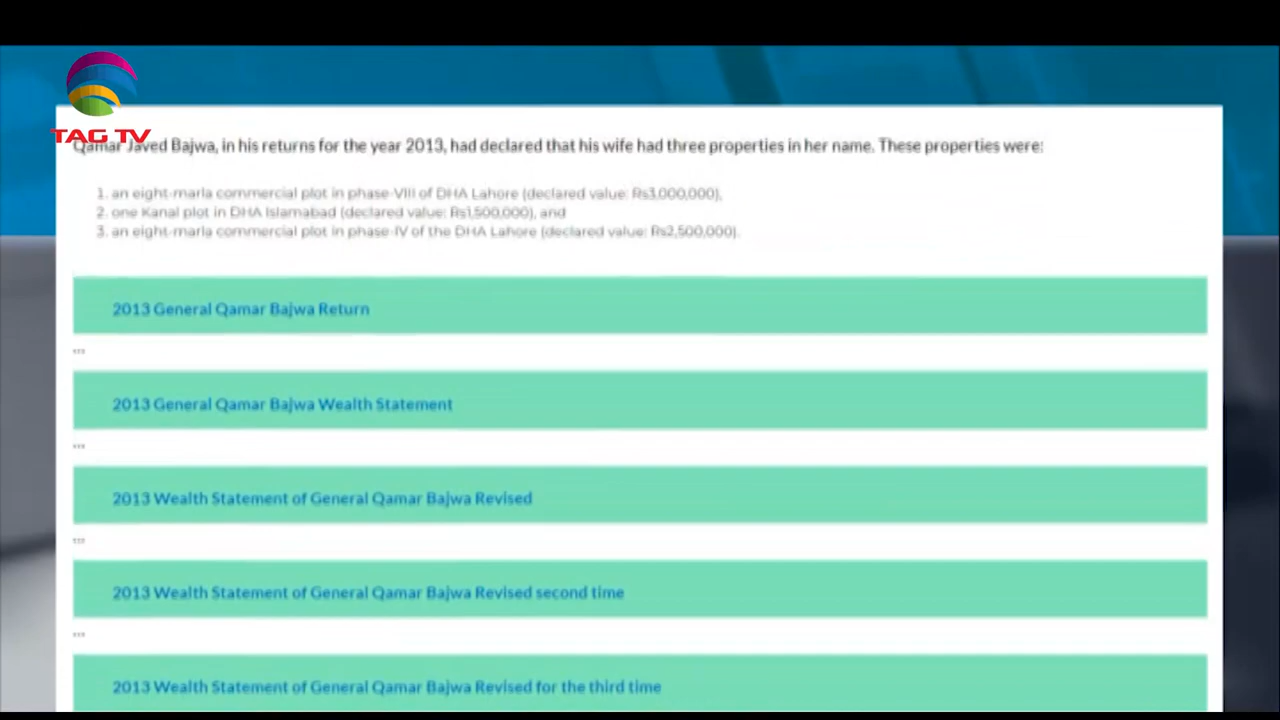 TAG TV
Qamar Javed Bajwa, in his returns for the year 2013, had declared that his wife had three properties in her name. These properties were:
1. an eight-marla commercial plot in phase-VIII of DHA Lahore (declared value: Rs3,000,000),
2. one Kanal plot in DHA Islamabad (declared value: Rs1,500,000), and
3. an eight-marla commercial plot in phase-IV of the DHA Lahore (declared value: Rs2,500,000).
2013 General Qamar Bajwa Return
2013 General Qamar Bajwa Wealth Statement
2013 Wealth Statement of General Qamar Bajwa Revised
2013 Wealth Statement of General Qamar Bajwa Revised second time
2013 Wealth Statement of General Qamar Bajwa Revised for the third time